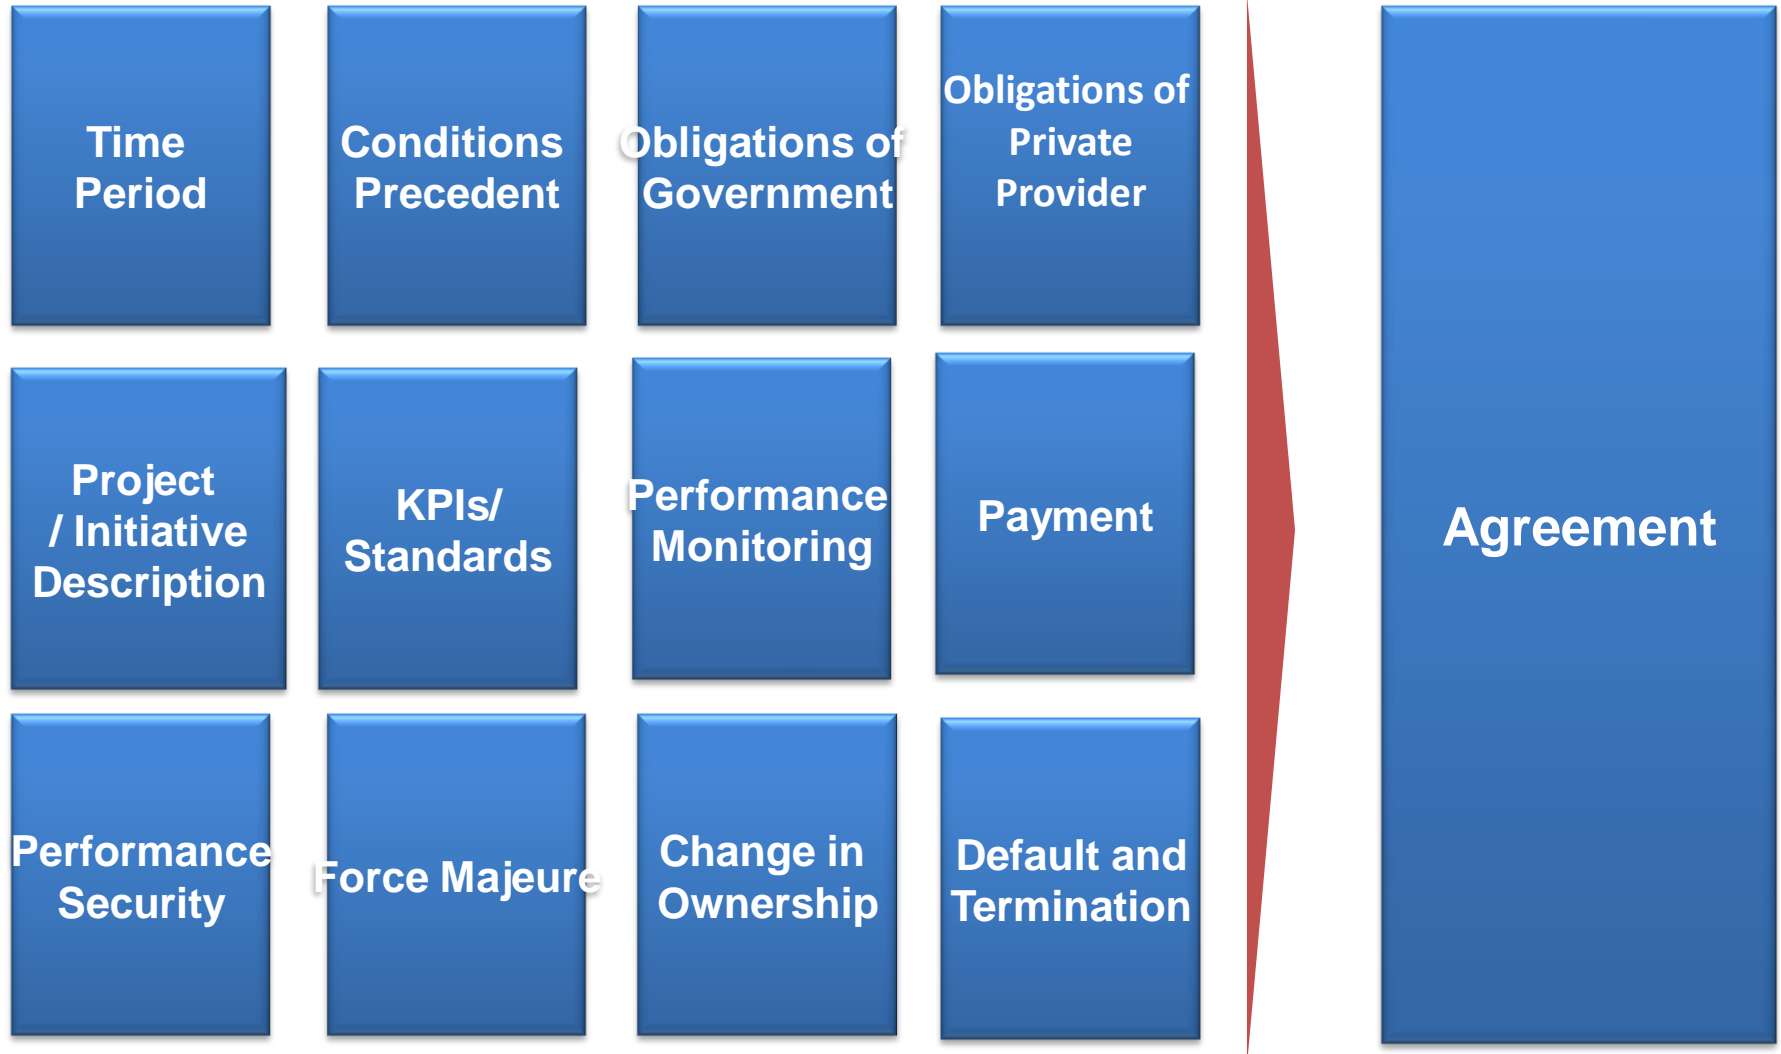 Time
Period
Conditions
Precedent
Obligations of
Government
Obligations of
Private
Provider
Project
/ Initiative
Description
KPIs/
Standards
Performance
Monitoring
Payment
Performance
Security
Force Majeure
Change in
Ownership
Default and
Termination
Agreement